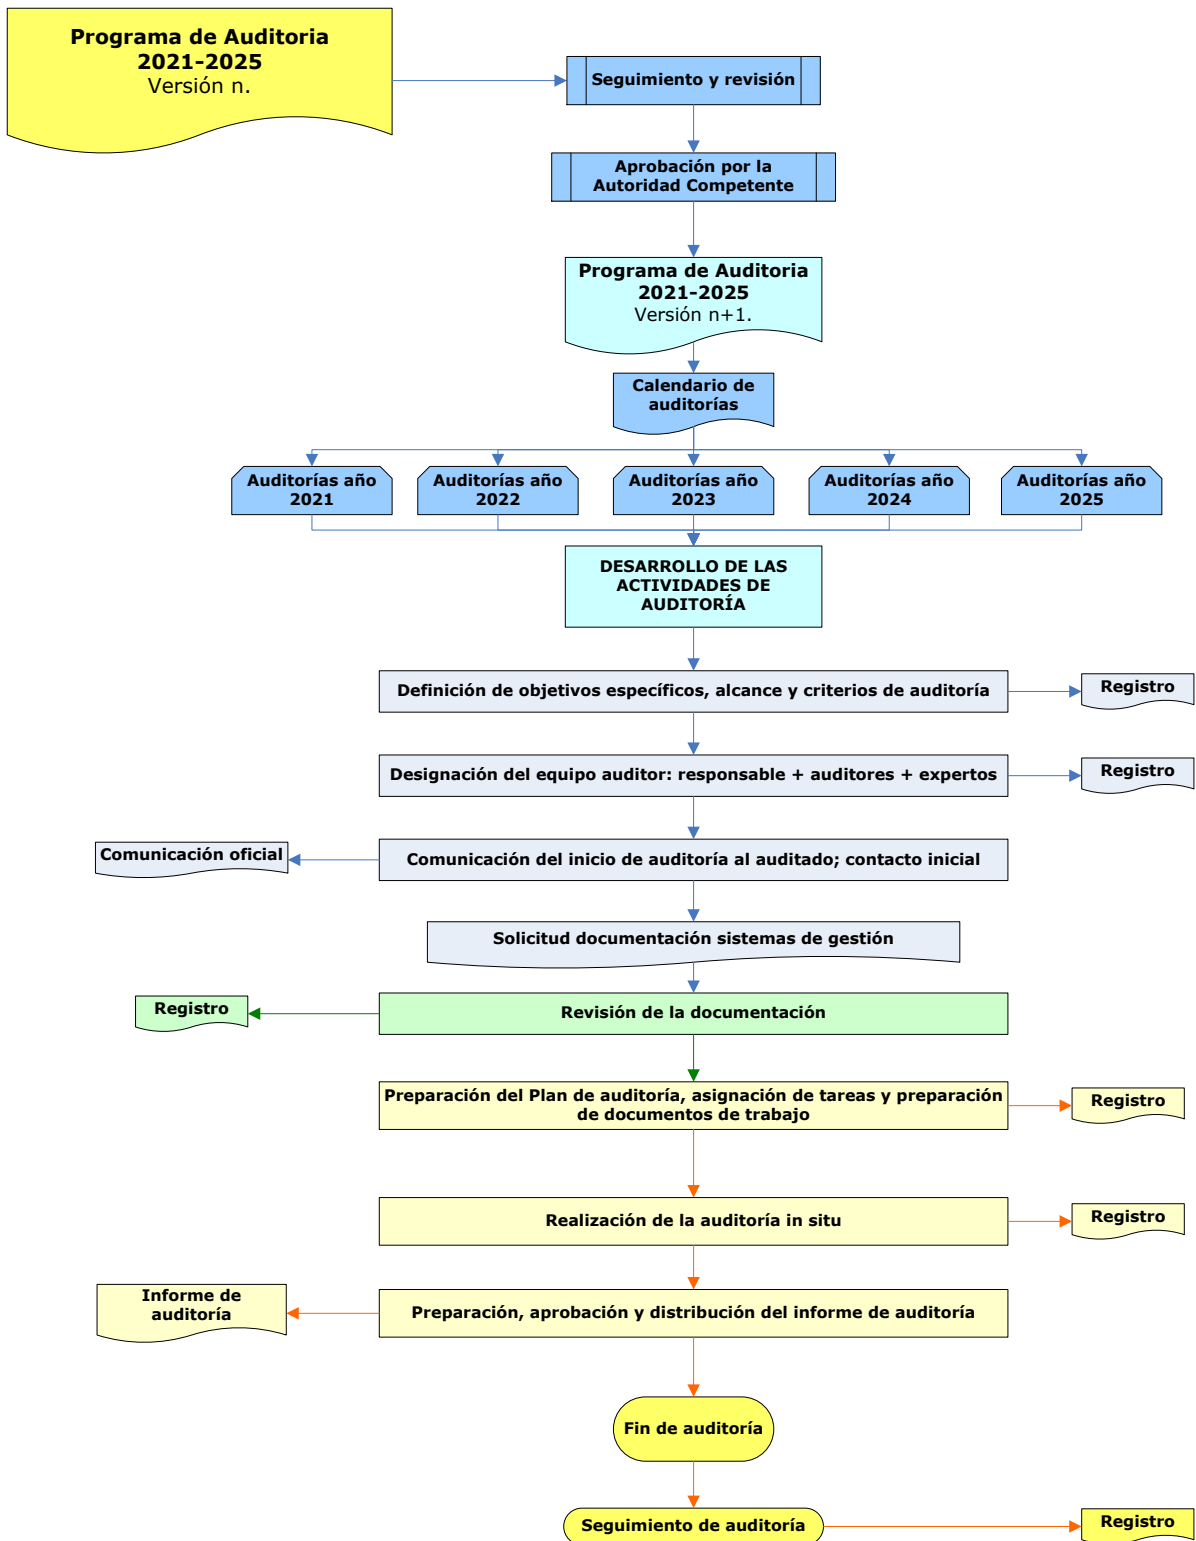 Programa de Auditoria
2021-2025
Versión n.
Seguimiento y revisión
Aprobación por la
Autoridad Competente
Programa de Auditoria
2021-2025
Versión n+1.
Calendario de
auditorías
Auditorías año
2021
Auditorías año
2022
Auditorías año
2023
Auditorías año
2024
Auditorías año
2025
DESARROLLO DE LAS
ACTIVIDADES DE
AUDITORÍA
Definición de objetivos específicos, alcance y criterios de auditoría
Registro
Designación del equipo auditor: responsable + auditores + expertos
Registro
Comunicación oficial
Comunicación del inicio de auditoría al auditado; contacto inicial
Solicitud documentación sistemas de gestión
Registro
Revisión de la documentación
Preparación del Plan de auditoría, asignación de tareas y preparación
de documentos de trabajo
Registro
Realización de la auditoría in situ
Registro
Informe de
auditoría
Preparación, aprobación y distribución del informe de auditoría
Fin de auditoría
Seguimiento de auditoría
Registro